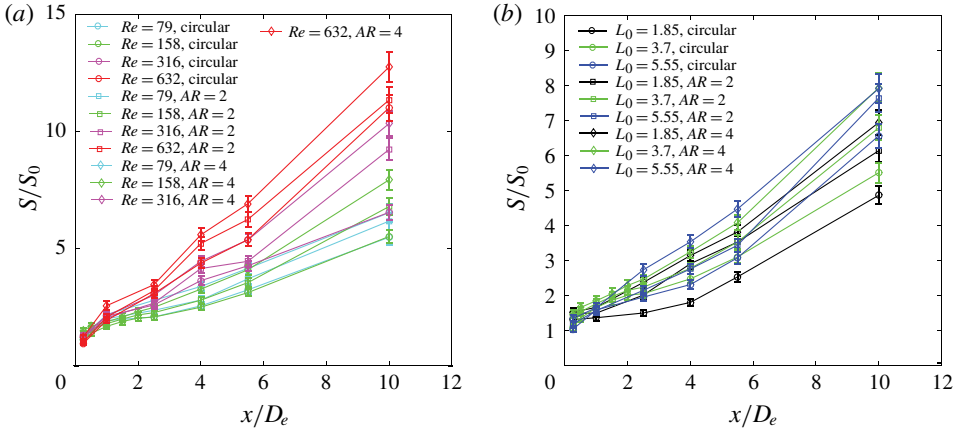 (a)
15
10
5
0
S/S₀
Re = 79, circular
Re = 158, circular
Re = 316, circular
Re = 632, circular
Re = 79, AR = 2
Re = 158, AR = 2
Re = 316, AR = 2
Re = 632, AR = 2
Re = 79, AR = 4
Re = 158, AR = 4
Re = 316, AR = 4
Re = 632, AR = 4
2 4 6 8 10 12
x/Dₑ
(b)
10
9
8
7
6
5
4
3
2
1
0
S/S₀
L₀ = 1.85, circular
L₀ = 3.7, circular
L₀ = 5.55, circular
L₀ = 1.85, AR = 2
L₀ = 3.7, AR = 2
L₀ = 5.55, AR = 2
L₀ = 1.85, AR = 4
L₀ = 3.7, AR = 4
L₀ = 5.55, AR = 4
2 4 6 8 10 12
x/Dₑ